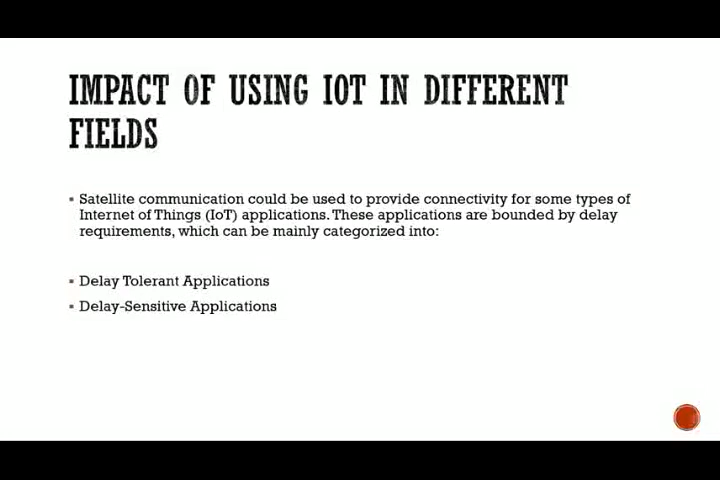 IMPACT OF USING IOT IN DIFFERENT
FIELDS
▪ Satellite communication could be used to provide connectivity for some types of
Internet of Things (IoT) applications. These applications are bounded by delay
requirements, which can be mainly categorized into:
▪ Delay Tolerant Applications
▪ Delay-Sensitive Applications